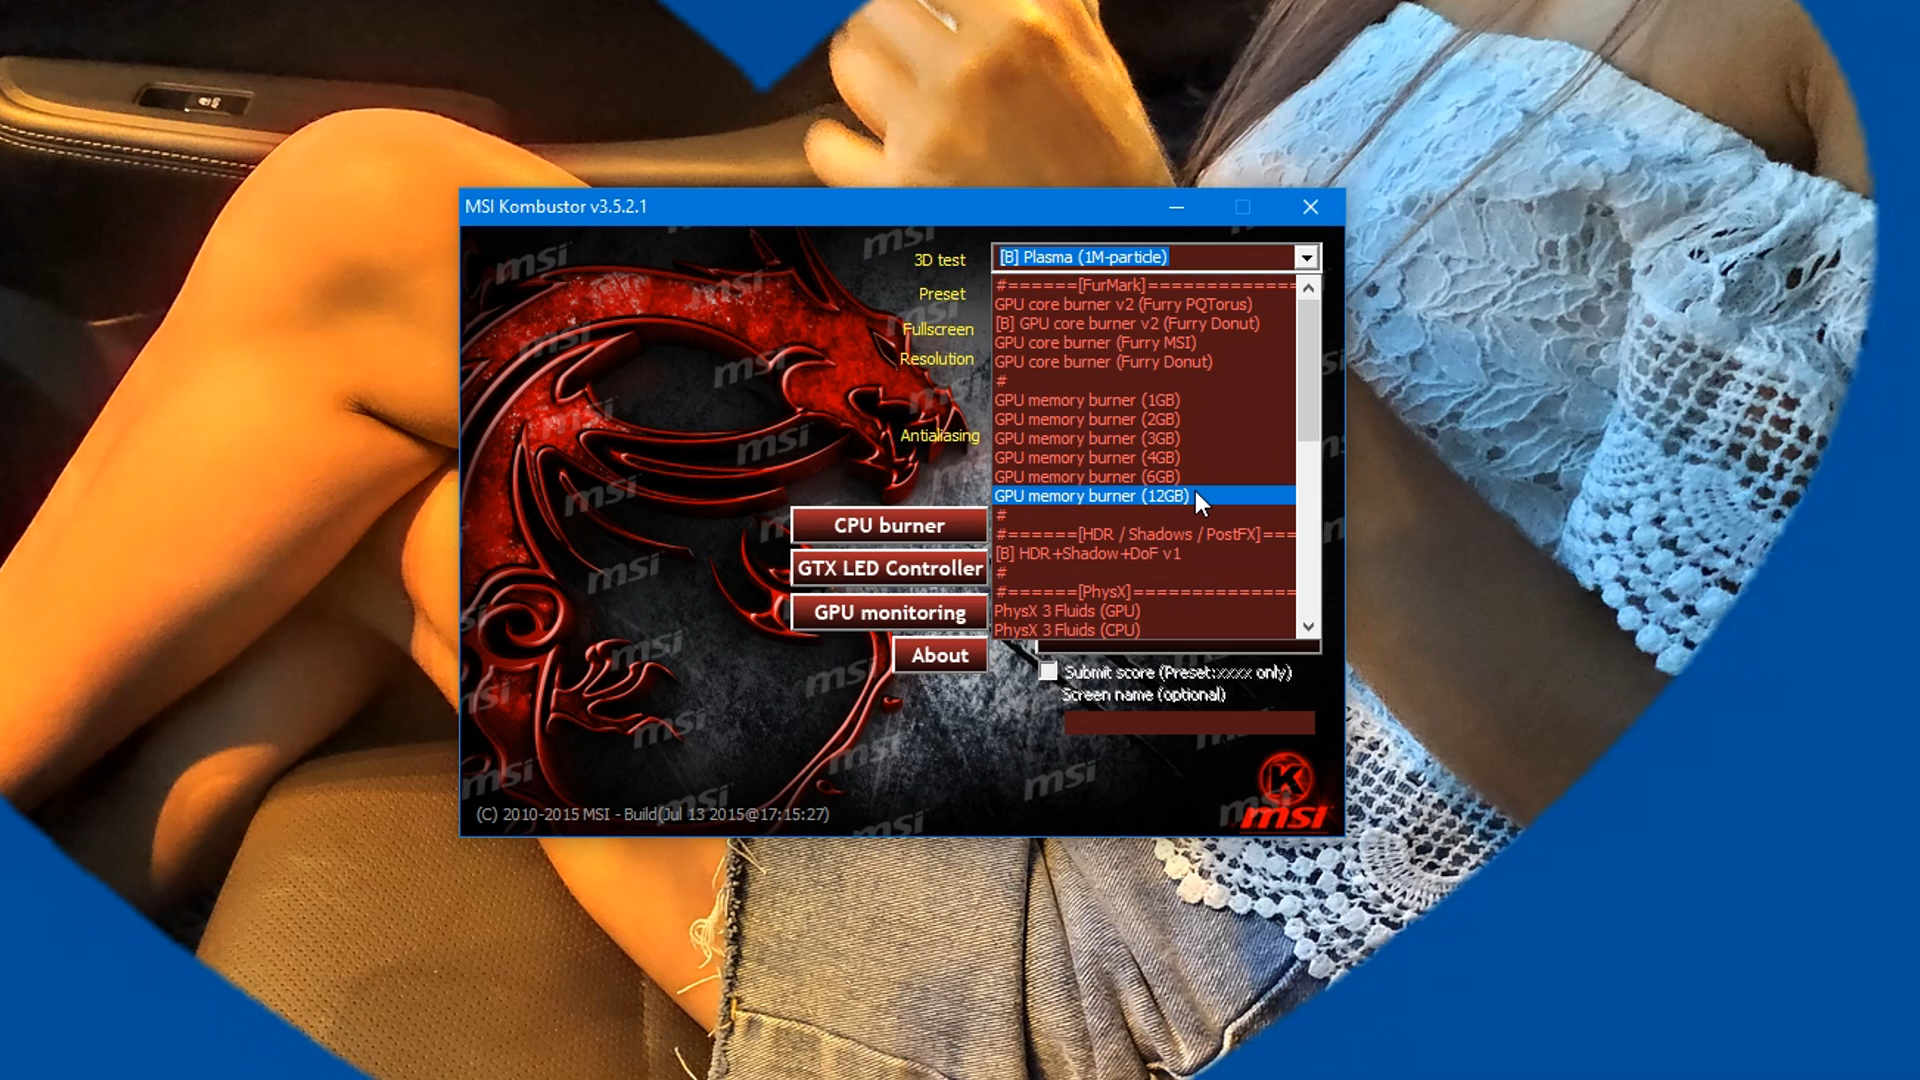 MSI Kombustor v3.5.2.1
3D test
[B] Plasma (1M-particle)
Preset
Fullscreen
Resolution
Antialiasing
#======[FurMark]=============
GPU core burner v2 (Furry PQTorus)
[B] GPU core burner v2 (Furry Donut)
GPU core burner (Furry MSI)
GPU core burner (Furry Donut)
#
GPU memory burner (1GB)
GPU memory burner (2GB)
GPU memory burner (3GB)
GPU memory burner (4GB)
GPU memory burner (6GB)
GPU memory burner (12GB)
#
#======[HDR / Shadows / PostFX]===
[B] HDR+Shadow+DoF v1
#
#======[PhysX]==============
PhysX 3 Fluids (GPU)
PhysX 3 Fluids (CPU)
CPU burner
GTX LED Controller
GPU monitoring
About
Submit score (Preset:xxxx only)
Screen name (optional)
K
msi
(C) 2010-2015 MSI - Build(Jul 13 2015@17:15:27)